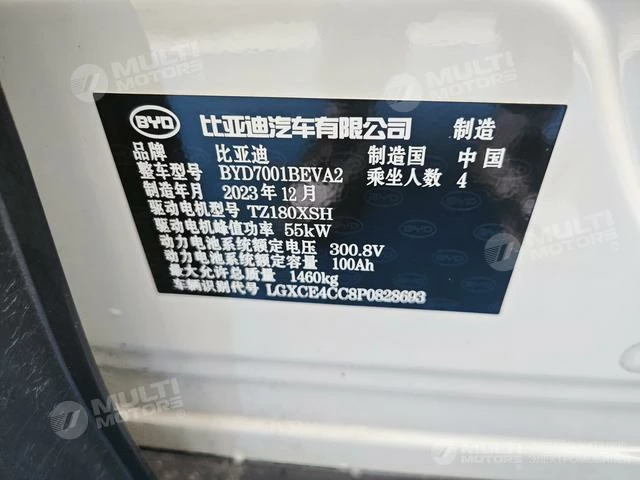 BYD 比亚迪汽车有限公司 制造
品牌 比亚迪 制造国 中国
整车型号 BYD7001BEVA2 乘坐人数 4
制造年月 2023年12月
驱动电机型号 TZ180XSH
驱动电机峰值功率 55kW
动力电池系统额定电压 300.8V
动力电池系统额定容量 100Ah
最大允许总质量 1460kg
车辆识别代号 LGXCE4CC8P0828693
MULTI MOTORS
MULTI MOTORS
MULTI MOTORS
MULTI MOTORS